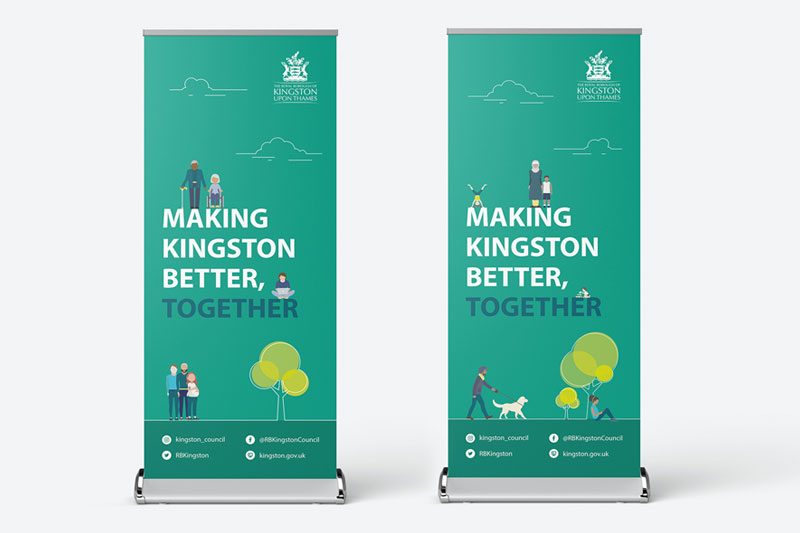 THE ROYAL BOROUGH OF
KINGSTON
UPON THAMES
MAKING
KINGSTON
BETTER,
TOGETHER
kingston_council
@RBKingstonCouncil
RBKingston
kingston.gov.uk
THE ROYAL BOROUGH OF
KINGSTON
UPON THAMES
MAKING
KINGSTON
BETTER,
TOGETHER
kingston_council
@RBKingstonCouncil
RBKingston
kingston.gov.uk